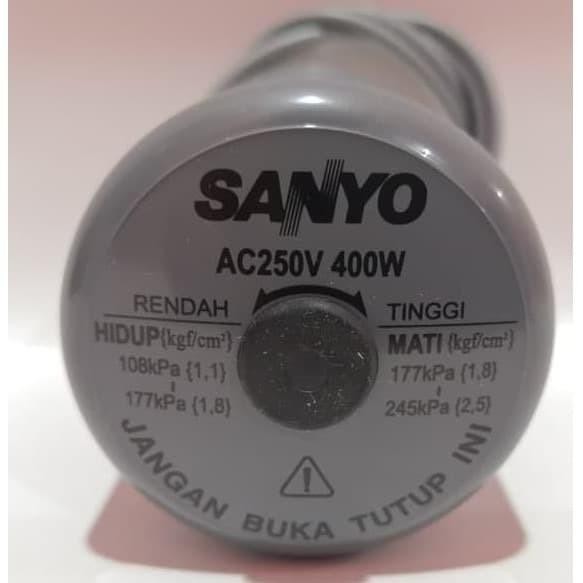 SANYO
AC250V 400W
RENDAH TINGGI
HIDUP{kgf/cm²} MATI {kgf/cm²}
108kPa {1,1} 177kPa {1,8}
177kPa {1,8} 245kPa {2,5}
JANGAN BUKA TUTUP INI